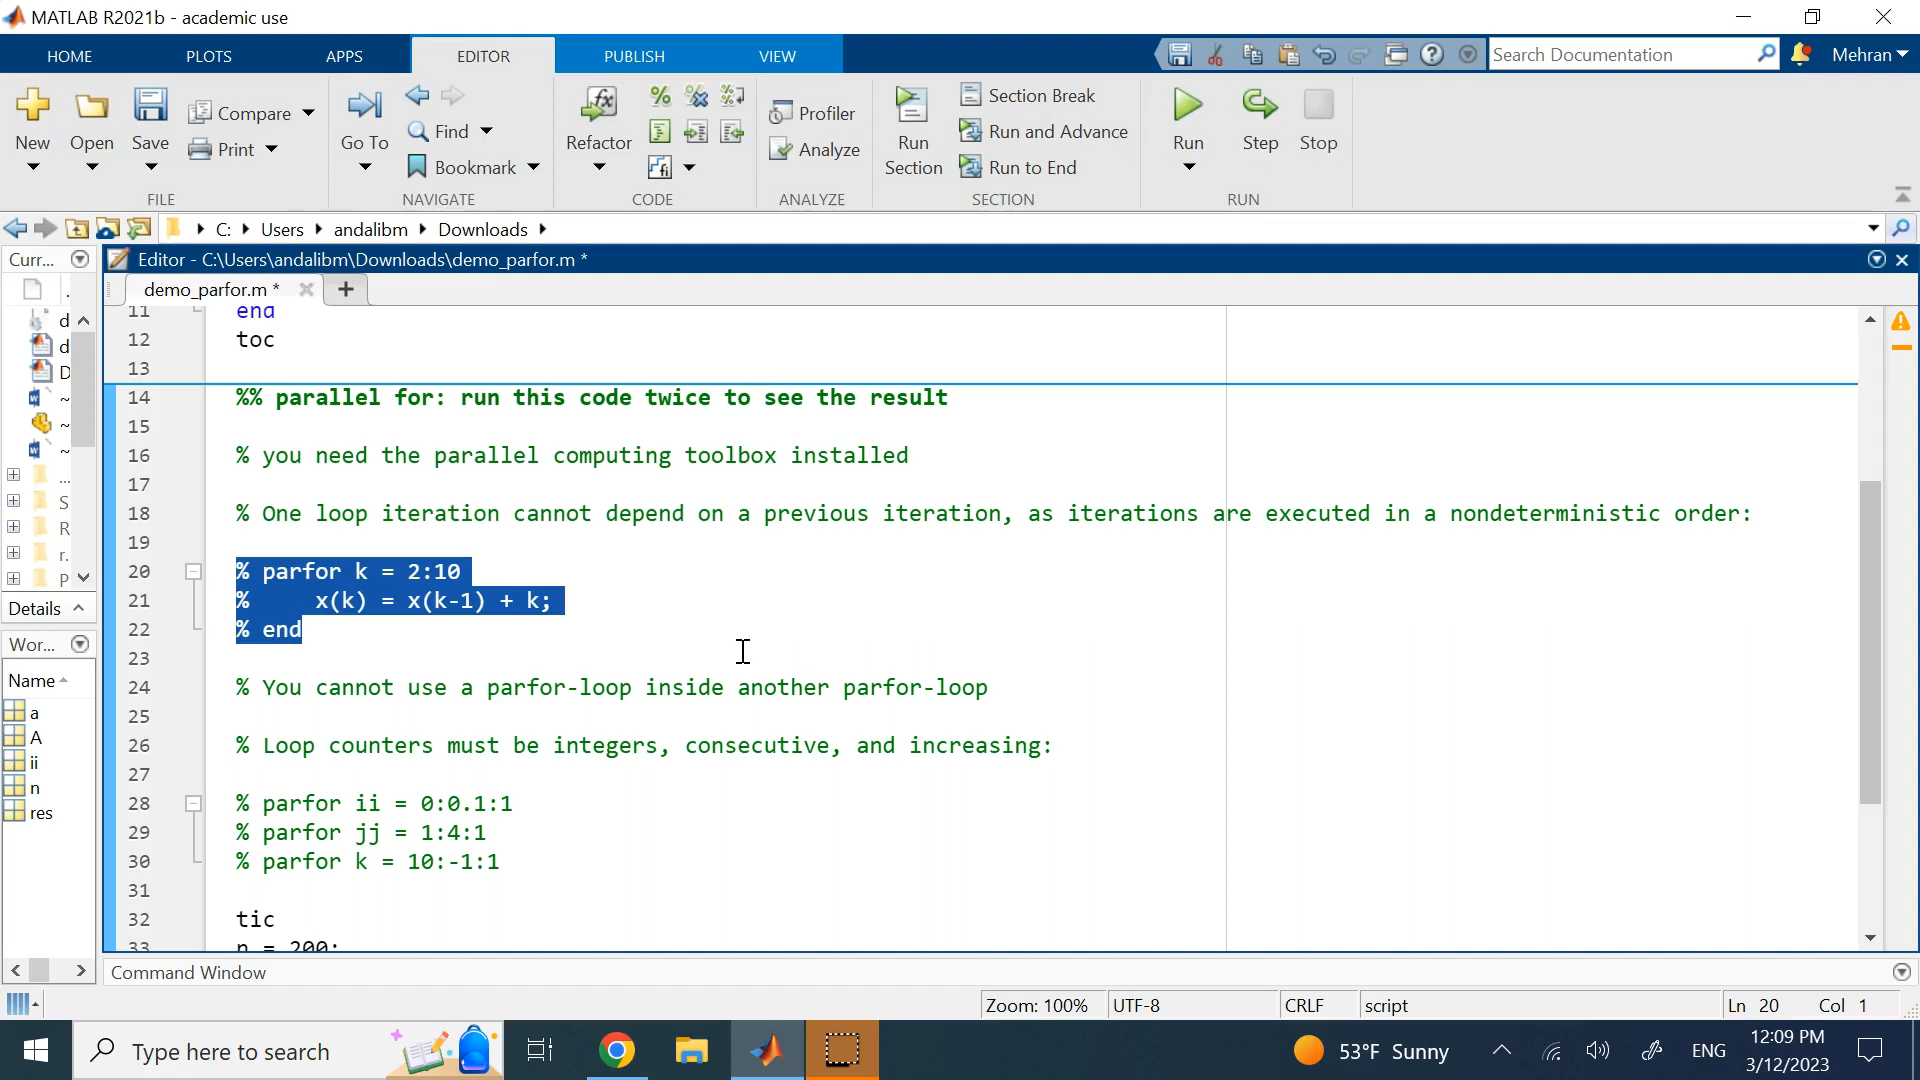 MATLAB R2021b - academic use
HOME PLOTS APPS EDITOR PUBLISH VIEW Search Documentation Mehran
New Open Save Compare Print Go To Find Bookmark Refactor Profiler Analyze Run Section Section Break Run and Advance Run to End Run Step Stop
FILE NAVIGATE CODE ANALYZE SECTION RUN
C: Users andalibm Downloads
Curr... Editor - C:\Users\andalibm\Downloads\demo_parfor.m *
demo_parfor.m * +
11 end
12 toc
13
14 %% parallel for: run this code twice to see the result
15
16 % you need the parallel computing toolbox installed
17
18 % One loop iteration cannot depend on a previous iteration, as iterations are executed in a nondeterministic order:
19
20 % parfor k = 2:10
21 %     x(k) = x(k-1) + k;
22 % end
23
24 % You cannot use a parfor-loop inside another parfor-loop
25
26 % Loop counters must be integers, consecutive, and increasing:
27
28 % parfor ii = 0:0.1:1
29 % parfor jj = 1:4:1
30 % parfor k = 10:-1:1
31
32 tic
33 n = 200;
d
d
D
~
~
~
...
S
R
r.
P
Details
Wor...
Name
a
A
ii
n
res
Command Window
Zoom: 100% UTF-8 CRLF script Ln 20 Col 1
Type here to search 53°F Sunny ENG 12:09 PM
3/12/2023